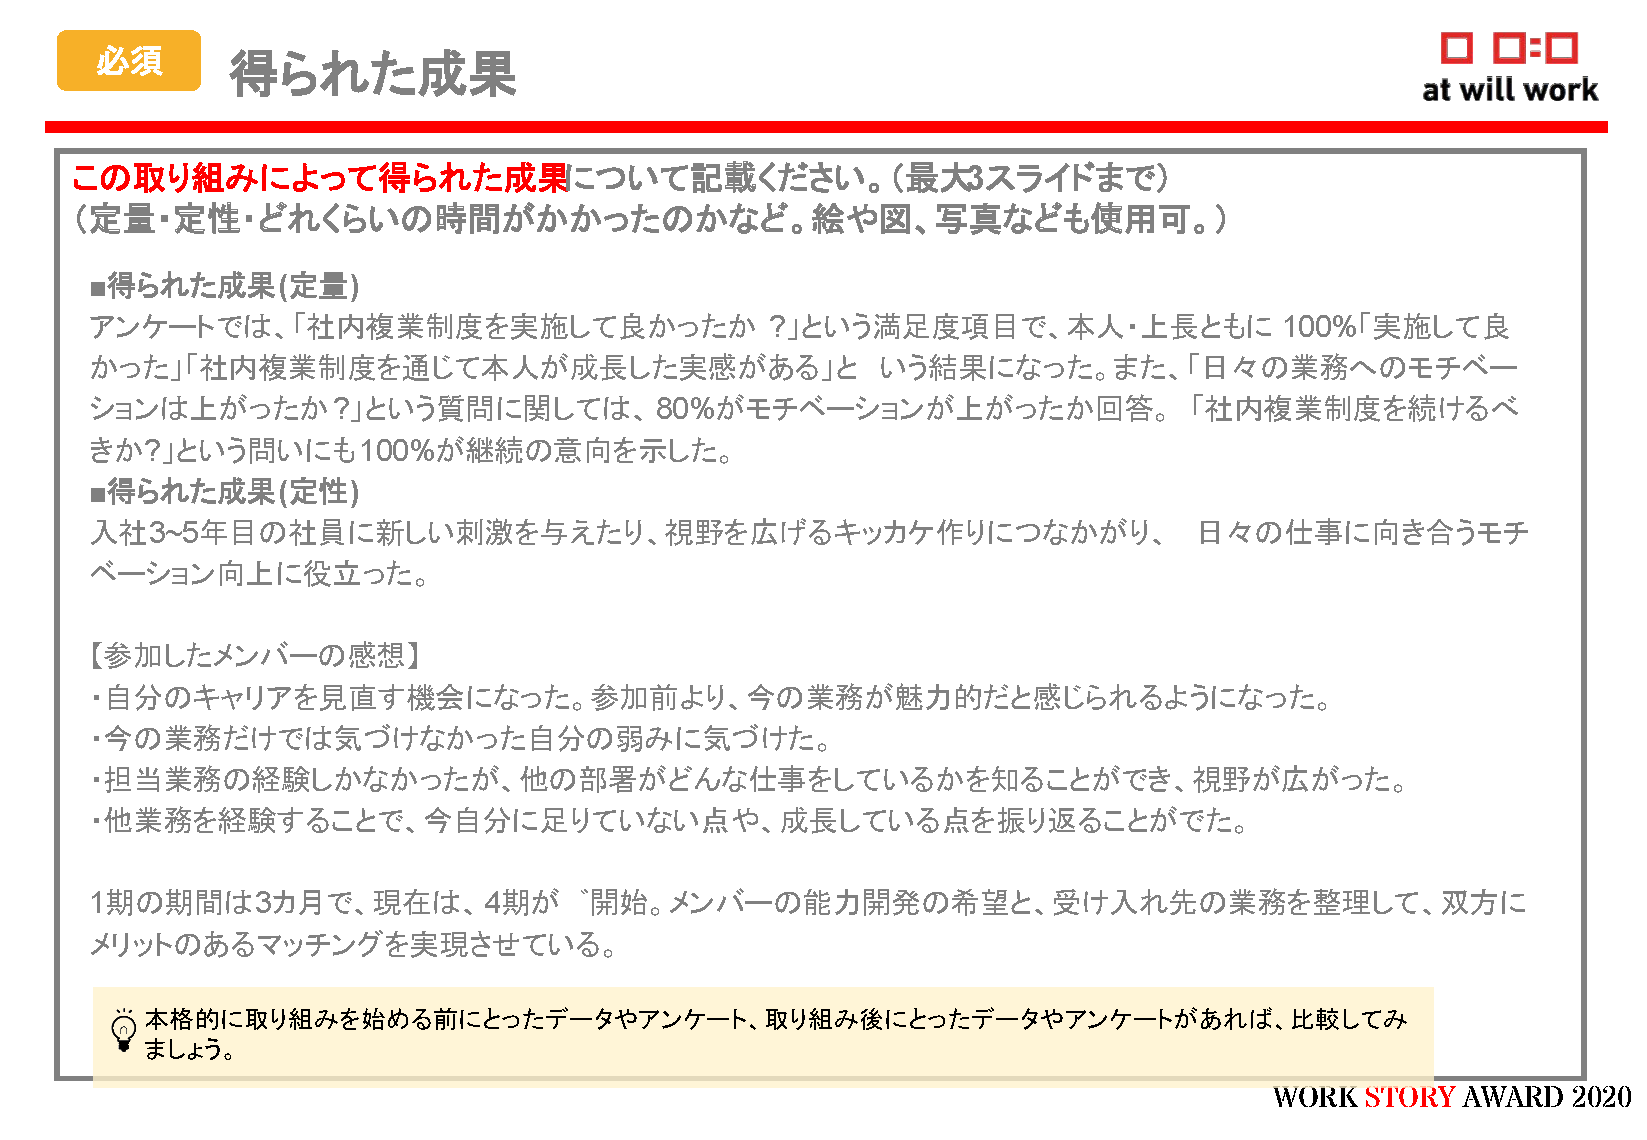 必須
得られた成果
at will work
この取り組みによって得られた成果について記載ください。（最大3スライドまで）
（定量・定性・どれくらいの時間がかかったのかなど。絵や図、写真なども使用可。）
■得られた成果(定量)
アンケートでは、「社内複業制度を実施して良かったか ?」という満足度項目で、本人・上長ともに 100%「実施して良
かった」「社内複業制度を通じて本人が成長した実感がある」と いう結果になった。また、「日々の業務へのモチベー
ションは上がったか?」という質問に関しては、80%がモチベーションが上がったか回答。 「社内複業制度を続けるべ
きか?」という問いにも100%が継続の意向を示した。
■得られた成果(定性)
入社3~5年目の社員に新しい刺激を与えたり、視野を広げるキッカケ作りにつなかがり、 日々の仕事に向き合うモチ
ベーション向上に役立った。
【参加したメンバーの感想】
・自分のキャリアを見直す機会になった。参加前より、今の業務が魅力的だと感じられるようになった。
・今の業務だけでは気づけなかった自分の弱みに気づけた。
・担当業務の経験しかなかったが、他の部署がどんな仕事をしているかを知ることができ、視野が広がった。
・他業務を経験することで、今自分に足りていない点や、成長している点を振り返ることがでた。
1期の期間は3カ月で、現在は、4期が゛開始。メンバーの能力開発の希望と、受け入れ先の業務を整理して、双方に
メリットのあるマッチングを実現させている。
本格的に取り組みを始める前にとったデータやアンケート、取り組み後にとったデータやアンケートがあれば、比較してみ
ましょう。
WORK STORY AWARD 2020